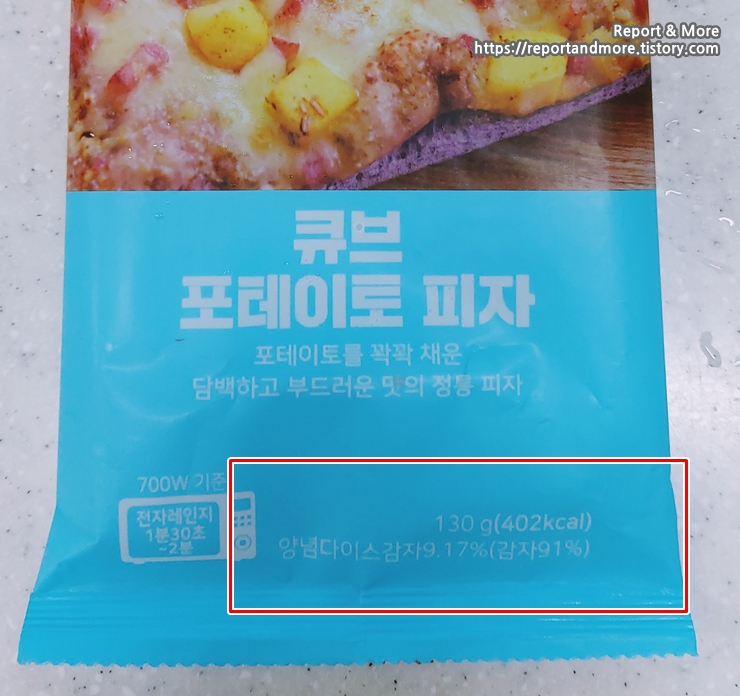 Report & More
https://reportandmore.tistory.com
큐브
포테이토 피자
포테이토를 꽉꽉 채운
담백하고 부드러운 맛의 정통 피자
700W 기준
전자레인지
1분30초
~2분
130 g(402kcal)
양념다이스감자9.17%(감자91%)